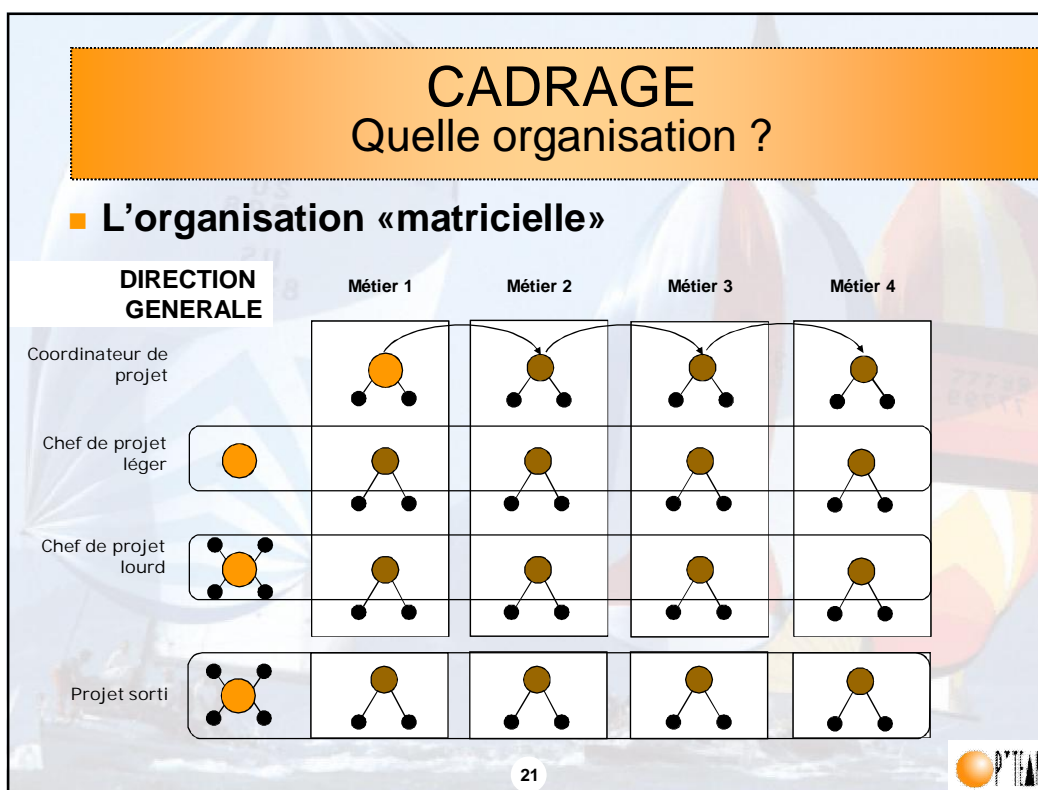 CADRAGE
Quelle organisation ?
L’organisation «matricielle»
DIRECTION
GENERALE
Métier 1
Métier 2
Métier 3
Métier 4
Coordinateur de
projet
Chef de projet
léger
Chef de projet
lourd
Projet sorti
21